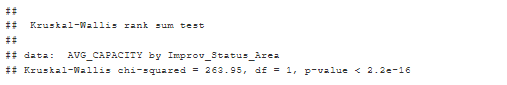 ##
## Kruskal-Wallis rank sum test
##
## data: AVG_CAPACITY by Improv_Status_Area
## Kruskal-Wallis chi-squared = 263.95, df = 1, p-value < 2.2e-16